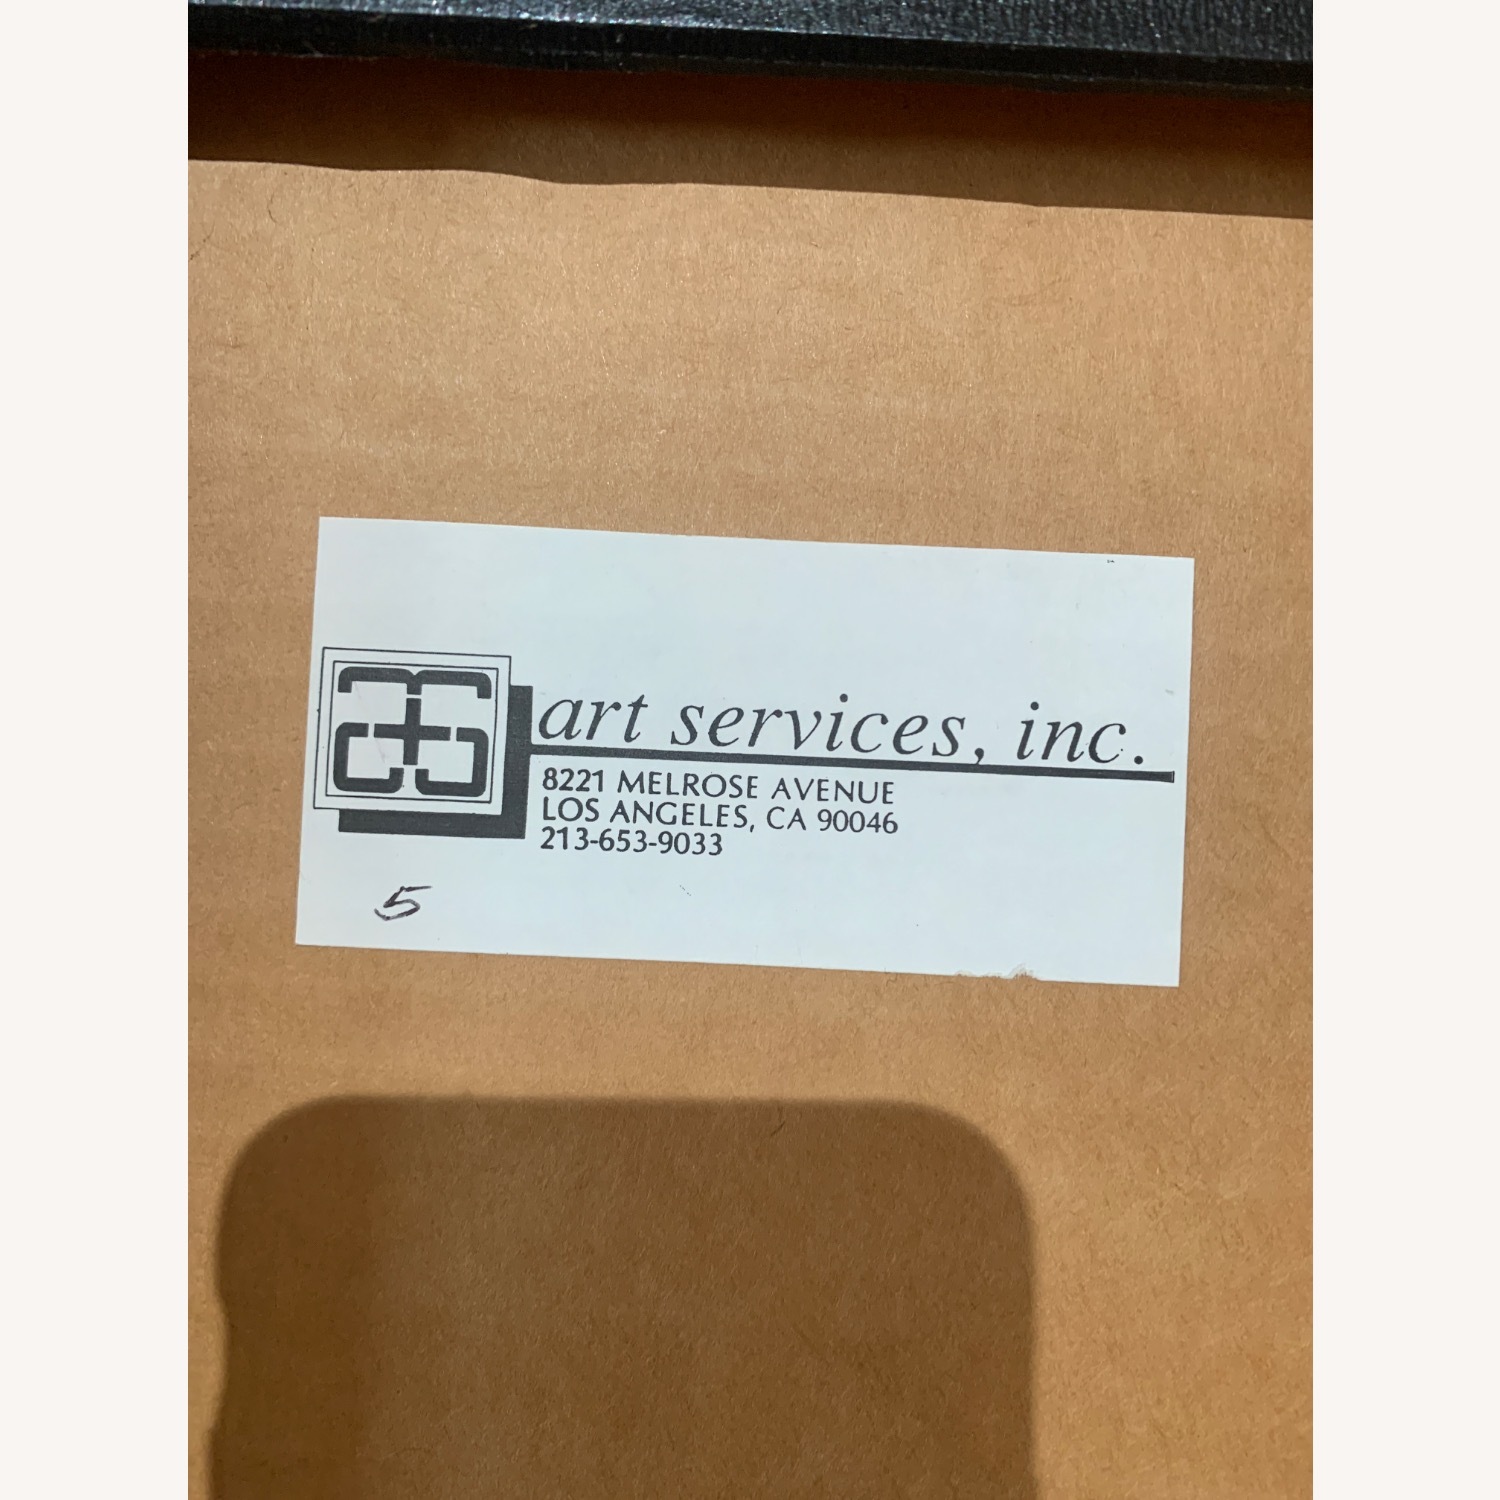 art services, inc.
8221 MELROSE AVENUE
LOS ANGELES, CA 90046
213-653-9033
5